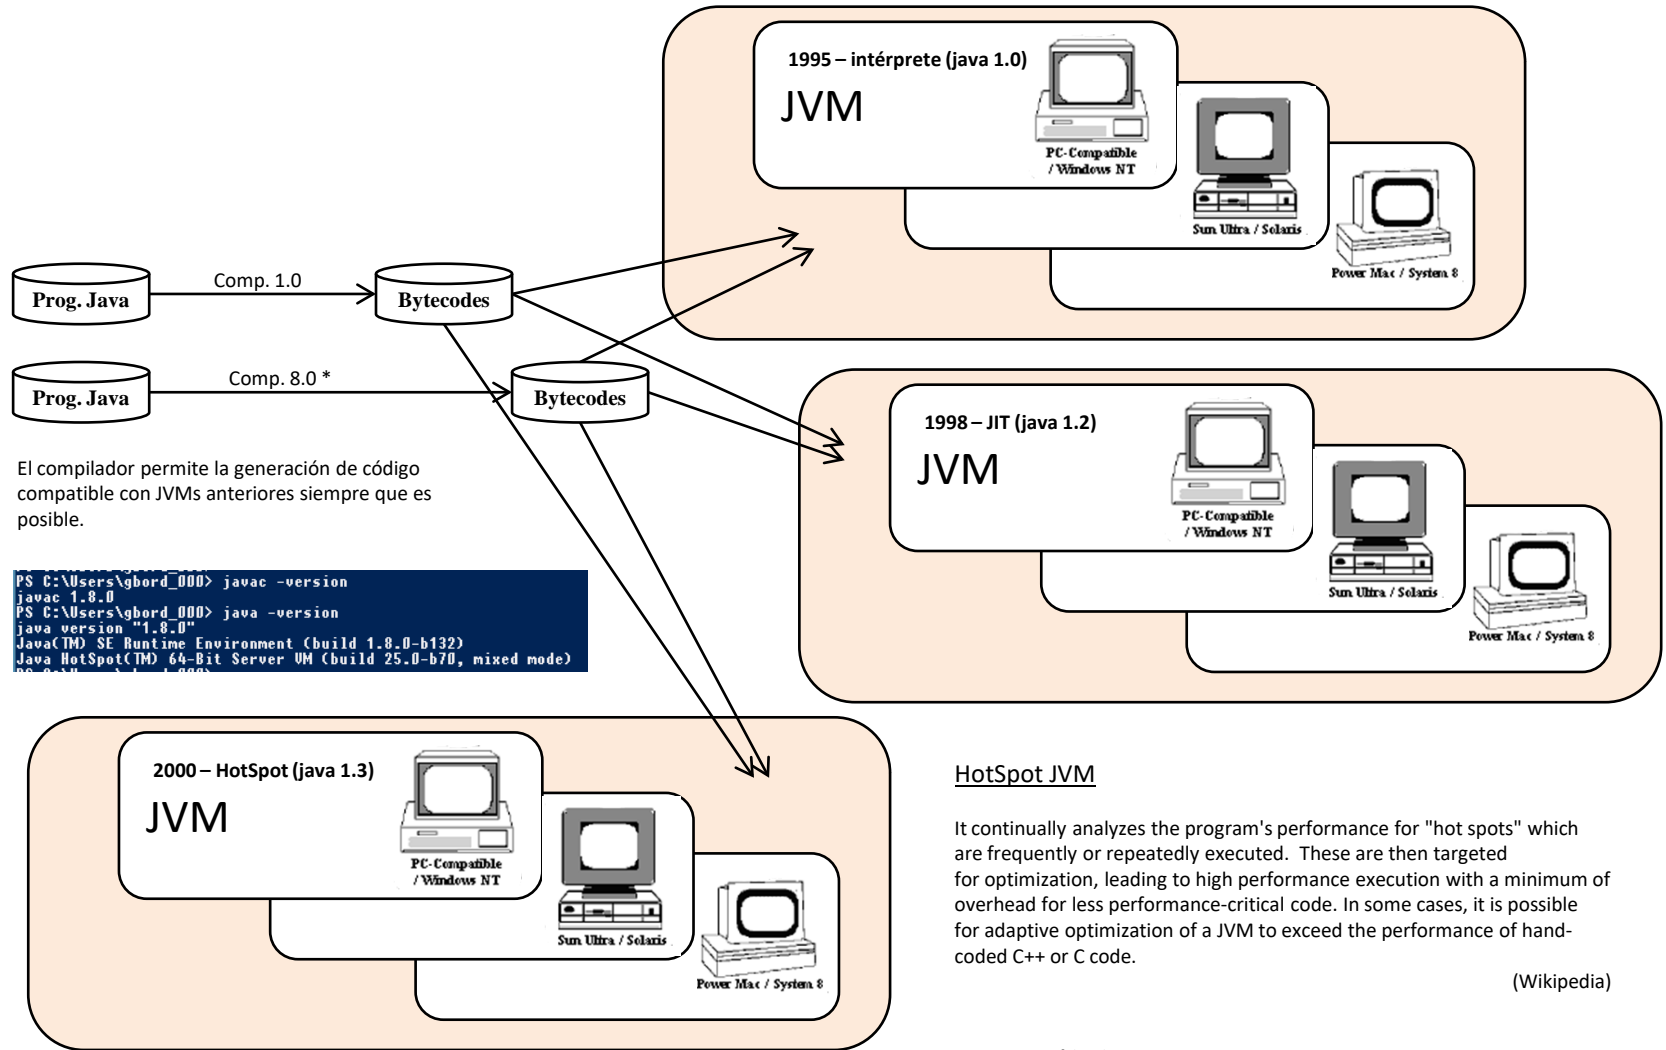 1995 – intérprete (java 1.0)
JVM
PC-Compatible
/ Windows NT
Sun Ultra / Solaris
Power Mac / System 8
Prog. Java
Comp. 1.0
Bytecodes
Prog. Java
Comp. 8.0 *
Bytecodes
El compilador permite la generación de código
compatible con JVMs anteriores siempre que es
posible.
1998 – JIT (java 1.2)
JVM
PC-Compatible
/ Windows NT
Sun Ultra / Solaris
Power Mac / System 8
PS C:\Users\gbord_000> javac -version
javac 1.8.0
PS C:\Users\gbord_000> java -version
java version "1.8.0"
Java(TM) SE Runtime Environment (build 1.8.0-b132)
Java HotSpot(TM) 64-Bit Server VM (build 25.0-b70, mixed mode)
2000 – HotSpot (java 1.3)
JVM
PC-Compatible
/ Windows NT
Sun Ultra / Solaris
Power Mac / System 8
HotSpot JVM
It continually analyzes the program's performance for "hot spots" which
are frequently or repeatedly executed. These are then targeted
for optimization, leading to high performance execution with a minimum of
overhead for less performance-critical code. In some cases, it is possible
for adaptive optimization of a JVM to exceed the performance of hand-
coded C++ or C code.
(Wikipedia)